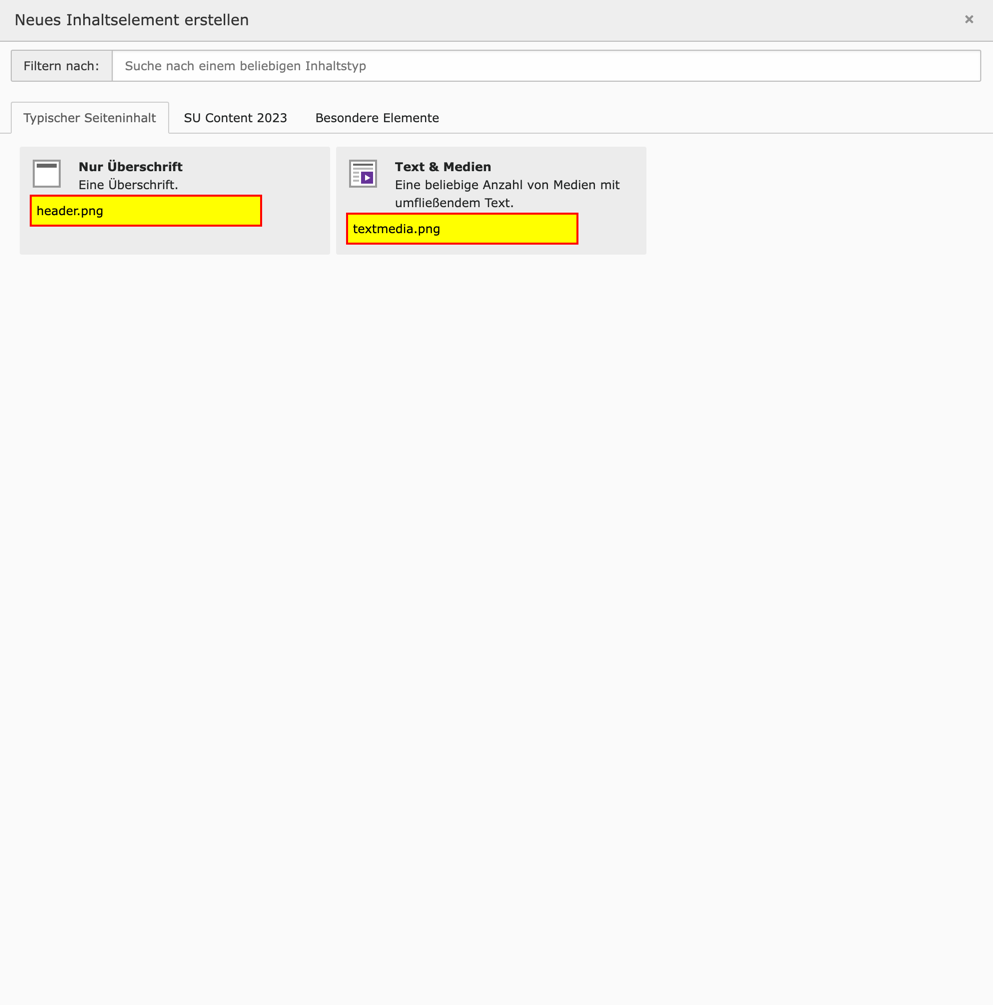 Neues Inhaltselement erstellen
×
Filtern nach: Suche nach einem beliebigen Inhaltstyp
Typischer Seiteninhalt SU Content 2023 Besondere Elemente
Nur Überschrift
Eine Überschrift.
header.png
Text & Medien
Eine beliebige Anzahl von Medien mit
umfließendem Text.
textmedia.png